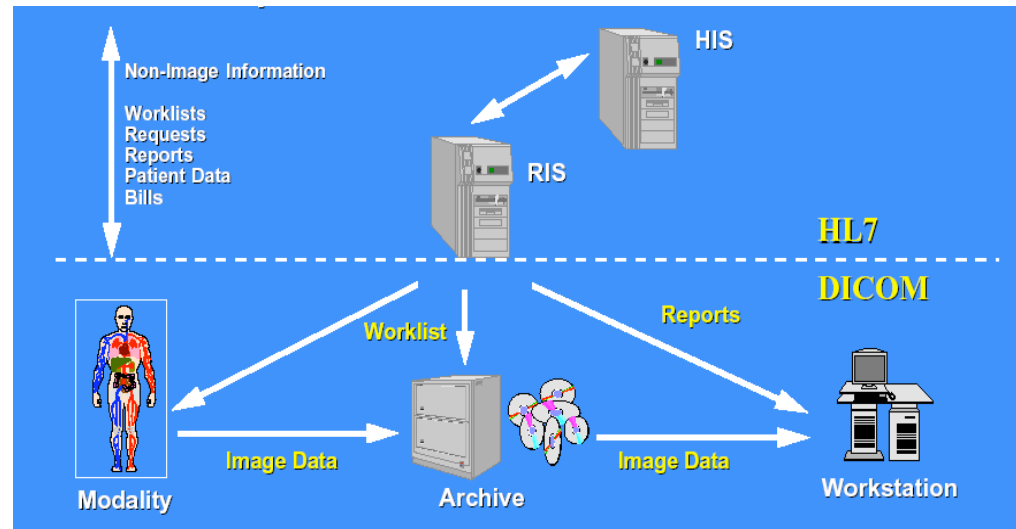 HIS
Non-Image Information
Worklists
Requests
Reports
Patient Data
Bills
RIS
HL7
DICOM
Worklist
Reports
Image Data
Image Data
Modality
Archive
Workstation